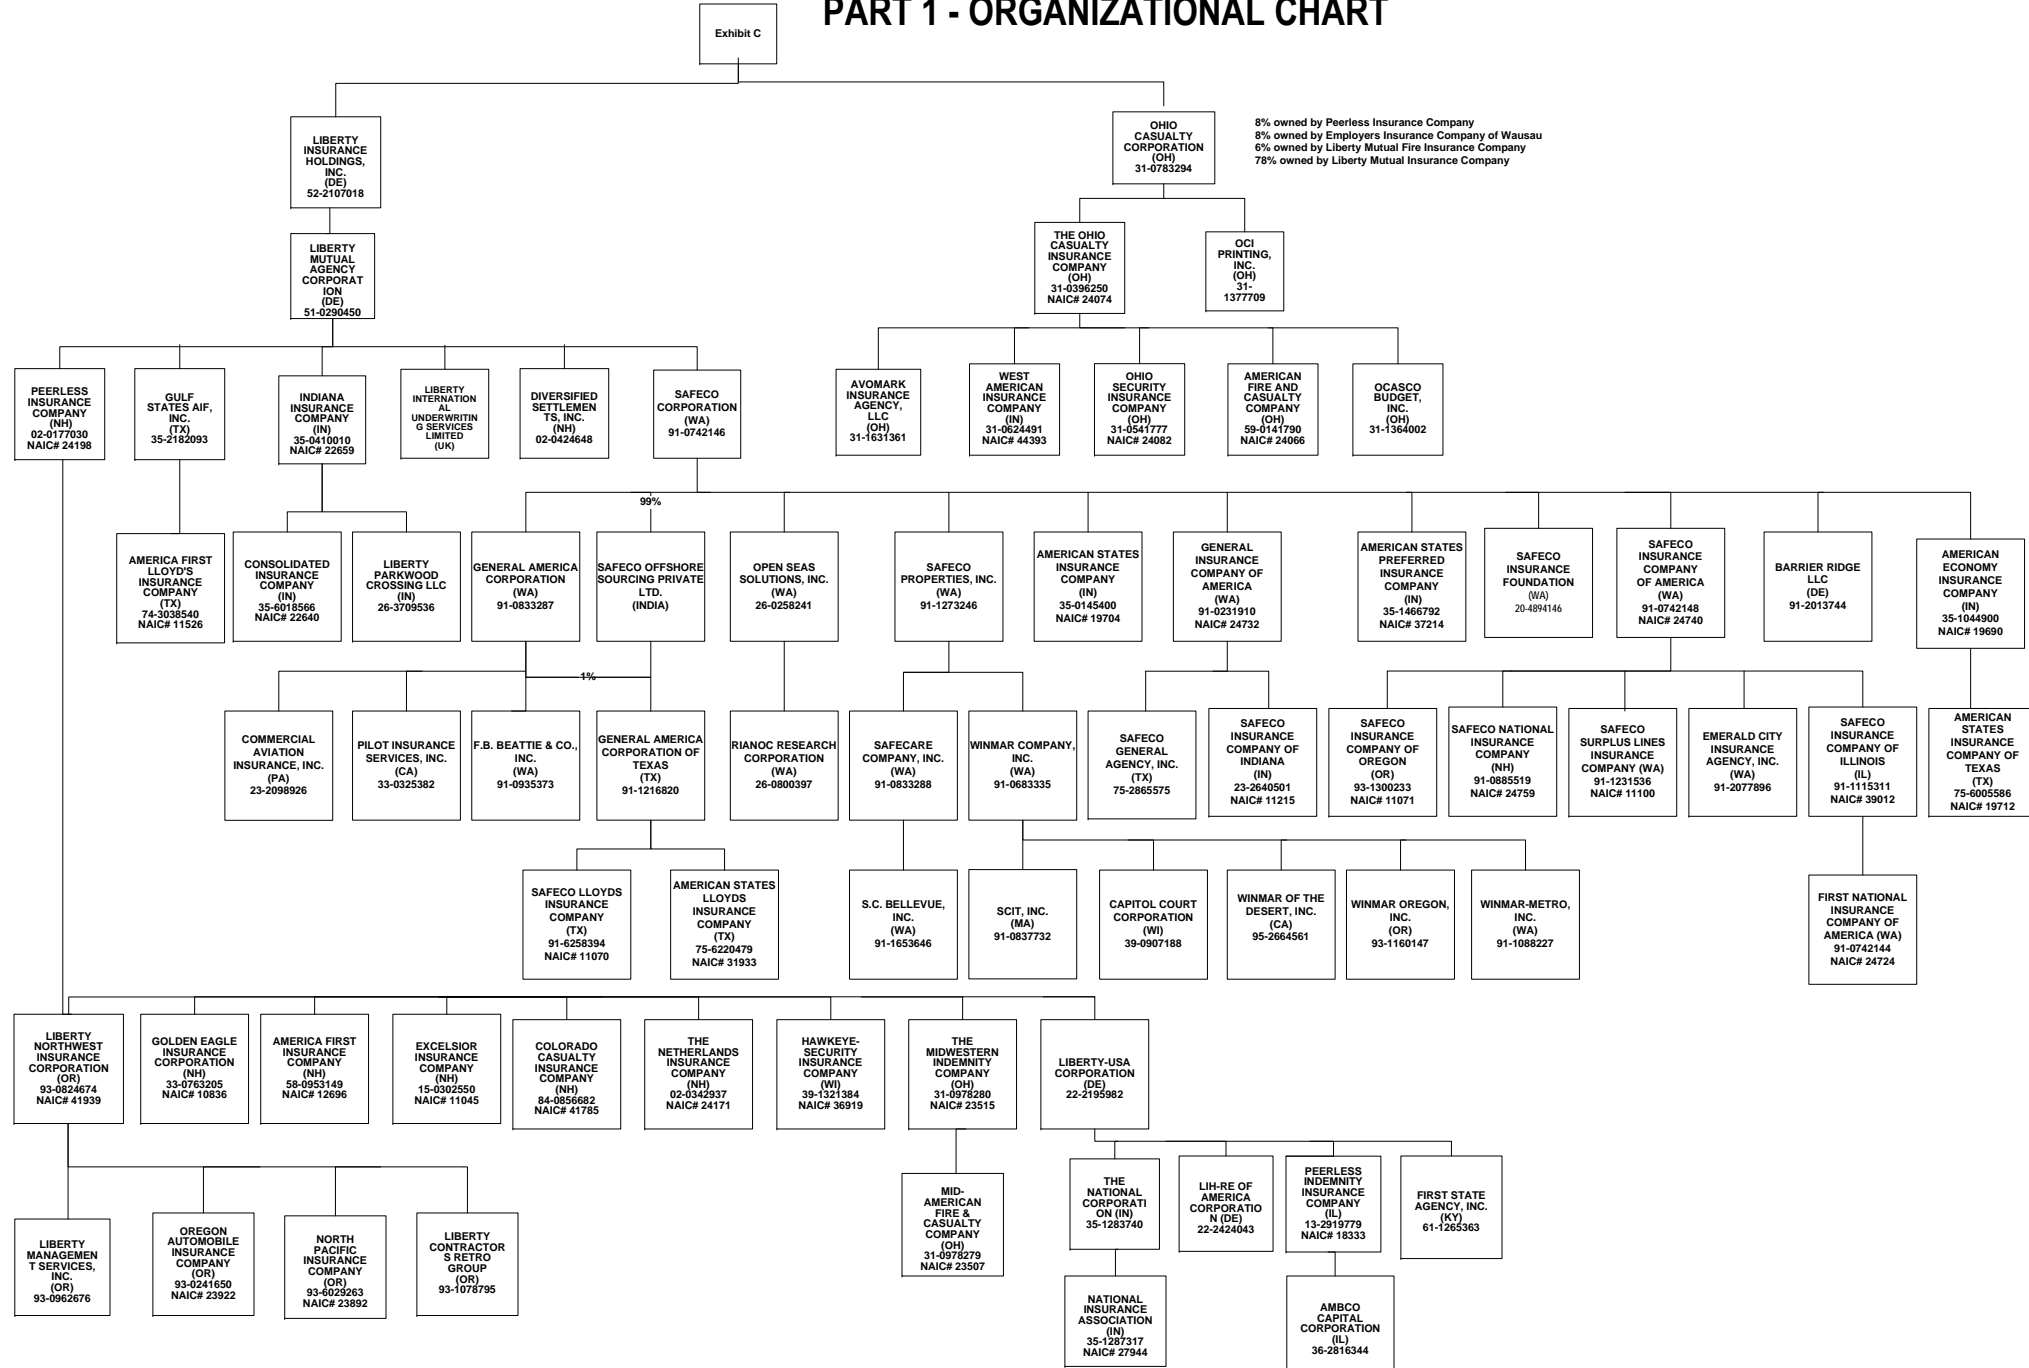 PART 1 - ORGANIZATIONAL CHART
Exhibit C
LIBERTY
INSURANCE
HOLDINGS,
INC.
(DE)
52-2107018
OHIO
CASUALTY
CORPORATION
(OH)
31-0783294
8% owned by Peerless Insurance Company
8% owned by Employers Insurance Company of Wausau
6% owned by Liberty Mutual Fire Insurance Company
78% owned by Liberty Mutual Insurance Company
LIBERTY
MUTUAL
AGENCY
CORPORAT
ION
(DE)
51-0290450
THE OHIO
CASUALTY
INSURANCE
COMPANY
(OH)
31-0396250
NAIC# 24074
OCI
PRINTING,
INC.
(OH)
31-
1377709
PEERLESS
INSURANCE
COMPANY
(NH)
02-0177030
NAIC# 24198
GULF
STATES AIF,
INC.
(TX)
35-2182093
INDIANA
INSURANCE
COMPANY
(IN)
35-0410010
NAIC# 22659
LIBERTY
INTERNATION
AL
UNDERWRITIN
G SERVICES
LIMITED
(UK)
DIVERSIFIED
SETTLEMEN
TS, INC.
(NH)
02-0424648
SAFECO
CORPORATION
(WA)
91-0742146
AVOMARK
INSURANCE
AGENCY,
LLC
(OH)
31-1631361
WEST
AMERICAN
INSURANCE
COMPANY
(IN)
31-0624491
NAIC# 44393
OHIO
SECURITY
INSURANCE
COMPANY
(OH)
31-0541777
NAIC# 24082
AMERICAN
FIRE AND
CASUALTY
COMPANY
(OH)
59-0141790
NAIC# 24066
OCASCO
BUDGET,
INC.
(OH)
31-1364002
99%
AMERICA FIRST
LLOYD'S
INSURANCE
COMPANY
(TX)
74-3038540
NAIC# 11526
CONSOLIDATED
INSURANCE
COMPANY
(IN)
35-6018566
NAIC# 22640
LIBERTY
PARKWOOD
CROSSING LLC
(IN)
26-3709536
GENERAL AMERICA
CORPORATION
(WA)
91-0833287
SAFECO OFFSHORE
SOURCING PRIVATE
LTD.
(INDIA)
OPEN SEAS
SOLUTIONS, INC.
(WA)
26-0258241
SAFECO
PROPERTIES, INC.
(WA)
91-1273246
AMERICAN STATES
INSURANCE
COMPANY
(IN)
35-0145400
NAIC# 19704
GENERAL
INSURANCE
COMPANY OF
AMERICA
(WA)
91-0231910
NAIC# 24732
AMERICAN STATES
PREFERRED
INSURANCE
COMPANY
(IN)
35-1466792
NAIC# 37214
SAFECO
INSURANCE
FOUNDATION
(WA)
20-4894146
SAFECO
INSURANCE
COMPANY
OF AMERICA
(WA)
91-0742148
NAIC# 24740
BARRIER RIDGE
LLC
(DE)
91-2013744
AMERICAN
ECONOMY
INSURANCE
COMPANY
(IN)
35-1044900
NAIC# 19690
1%
COMMERCIAL
AVIATION
INSURANCE, INC.
(PA)
23-2098926
PILOT INSURANCE
SERVICES, INC.
(CA)
33-0325382
F.B. BEATTIE & CO.,
INC.
(WA)
91-0935373
GENERAL AMERICA
CORPORATION OF
TEXAS
(TX)
91-1216820
RIANOC RESEARCH
CORPORATION
(WA)
26-0800397
SAFECARE
COMPANY, INC.
(WA)
91-0833288
WINMAR COMPANY,
INC.
(WA)
91-0683335
SAFECO
GENERAL
AGENCY, INC.
(TX)
75-2865575
SAFECO
INSURANCE
COMPANY OF
INDIANA
(IN)
23-2640501
NAIC# 11215
SAFECO
INSURANCE
COMPANY OF
OREGON
(OR)
93-1300233
NAIC# 11071
SAFECO NATIONAL
INSURANCE
COMPANY
(NH)
91-0885519
NAIC# 24759
SAFECO
SURPLUS LINES
INSURANCE
COMPANY (WA)
91-1231536
NAIC# 11100
EMERALD CITY
INSURANCE
AGENCY, INC.
(WA)
91-2077896
SAFECO
INSURANCE
COMPANY OF
ILLINOIS
(IL)
91-1115311
NAIC# 39012
AMERICAN
STATES
INSURANCE
COMPANY OF
TEXAS
(TX)
75-6005586
NAIC# 19712
SAFECO LLOYDS
INSURANCE
COMPANY
(TX)
91-6258394
NAIC# 11070
AMERICAN STATES
LLOYDS
INSURANCE
COMPANY
(TX)
75-6220479
NAIC# 31933
S.C. BELLEVUE,
INC.
(WA)
91-1653646
SCIT, INC.
(MA)
91-0837732
CAPITOL COURT
CORPORATION
(WI)
39-0907188
WINMAR OF THE
DESERT, INC.
(CA)
95-2664561
WINMAR OREGON,
INC.
(OR)
93-1160147
WINMAR-METRO,
INC.
(WA)
91-1088227
FIRST NATIONAL
INSURANCE
COMPANY OF
AMERICA (WA)
91-0742144
NAIC# 24724
LIBERTY
NORTHWEST
INSURANCE
CORPORATION
(OR)
93-0824674
NAIC# 41939
GOLDEN EAGLE
INSURANCE
CORPORATION
(NH)
33-0763205
NAIC# 10836
AMERICA FIRST
INSURANCE
COMPANY
(NH)
58-0953149
NAIC# 12696
EXCELSIOR
INSURANCE
COMPANY
(NH)
15-0302550
NAIC# 11045
COLORADO
CASUALTY
INSURANCE
COMPANY
(NH)
84-0856682
NAIC# 41785
THE
NETHERLANDS
INSURANCE
COMPANY
(NH)
02-0342937
NAIC# 24171
HAWKEYE-
SECURITY
INSURANCE
COMPANY
(WI)
39-1321384
NAIC# 36919
THE
MIDWESTERN
INDEMNITY
COMPANY
(OH)
31-0978280
NAIC# 23515
LIBERTY-USA
CORPORATION
(DE)
22-2195982
LIBERTY
MANAGEMEN
T SERVICES,
INC.
(OR)
93-0962676
OREGON
AUTOMOBILE
INSURANCE
COMPANY
(OR)
93-0241650
NAIC# 23922
NORTH
PACIFIC
INSURANCE
COMPANY
(OR)
93-6029263
NAIC# 23892
LIBERTY
CONTRACTOR
S RETRO
GROUP
(OR)
93-1078795
MID-
AMERICAN
FIRE &
CASUALTY
COMPANY
(OH)
31-0978279
NAIC# 23507
THE
NATIONAL
CORPORATI
ON (IN)
35-1283740
LIH-RE OF
AMERICA
CORPORATIO
N (DE)
22-2424043
PEERLESS
INDEMNITY
INSURANCE
COMPANY
(IL)
13-2919779
NAIC# 18333
FIRST STATE
AGENCY, INC.
(KY)
61-1265363
NATIONAL
INSURANCE
ASSOCIATION
(IN)
35-1287317
NAIC# 27944
AMBCO
CAPITAL
CORPORATION
(IL)
36-2816344